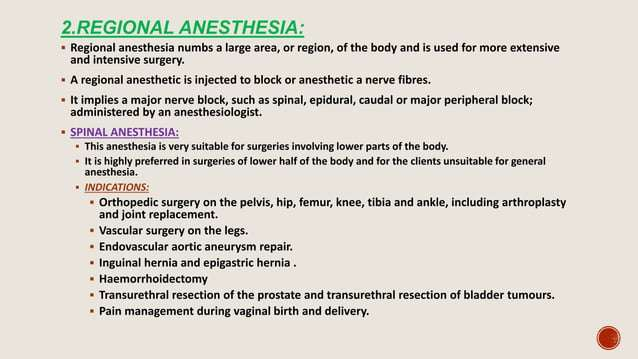 2.REGIONAL ANESTHESIA:
▪ Regional anesthesia numbs a large area, or region, of the body and is used for more extensive
and intensive surgery.
▪ A regional anesthetic is injected to block or anesthetic a nerve fibres.
▪ It implies a major nerve block, such as spinal, epidural, caudal or major peripheral block;
administered by an anesthesiologist.
▪ SPINAL ANESTHESIA:
▪ This anesthesia is very suitable for surgeries involving lower parts of the body.
▪ It is highly preferred in surgeries of lower half of the body and for the clients unsuitable for general
anesthesia.
▪ INDICATIONS:
▪ Orthopedic surgery on the pelvis, hip, femur, knee, tibia and ankle, including arthroplasty
and joint replacement.
▪ Vascular surgery on the legs.
▪ Endovascular aortic aneurysm repair.
▪ Inguinal hernia and epigastric hernia .
▪ Haemorrhoidectomy
▪ Transurethral resection of the prostate and transurethral resection of bladder tumours.
▪ Pain management during vaginal birth and delivery.